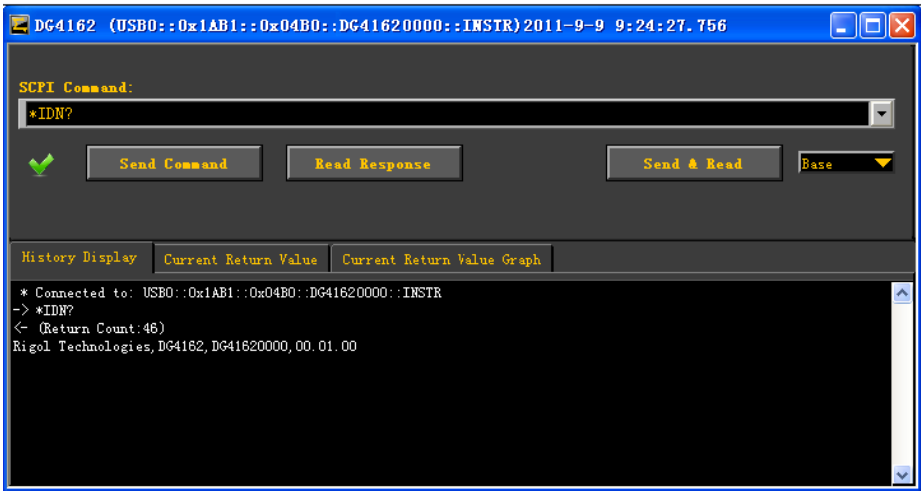 DG4162 (USB0::0x1AB1::0x04B0::DG41620000::INSTR)2011-9-9 9:24:27.756
SCPI Command:
*IDN?
Send Command Read Response Send & Read Base
History Display Current Return Value Current Return Value Graph
* Connected to: USB0::0x1AB1::0x04B0::DG41620000::INSTR
-> *IDN?
<- (Return Count:46)
Rigol Technologies,DG4162,DG41620000,00.01.00